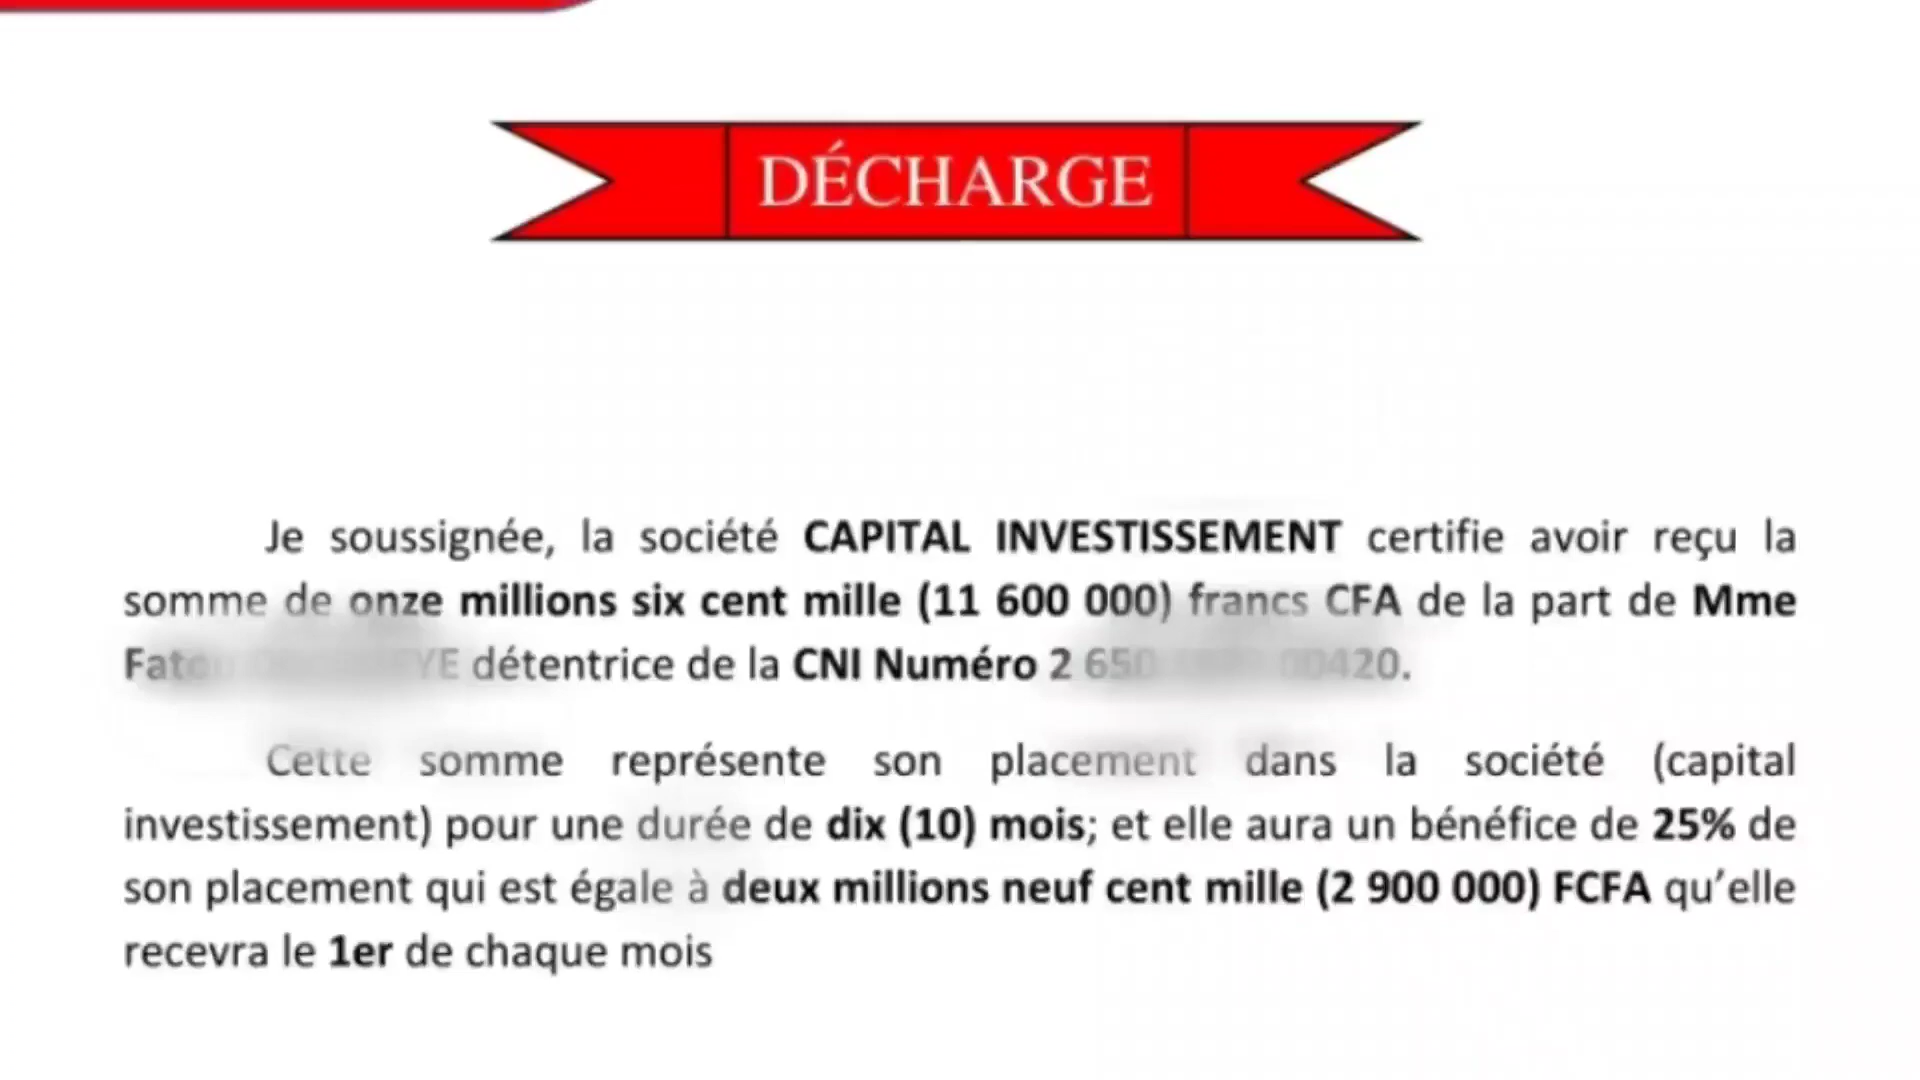 DÉCHARGE
Je soussignée, la société CAPITAL INVESTISSEMENT certifie avoir reçu la
somme de onze millions six cent mille (11 600 000) francs CFA de la part de Mme
détentrice de la CNI Numéro 2 650
Cette somme représente son placement dans la société (capital
investissement) pour une durée de dix (10) mois; et elle aura un bénéfice de 25% de
son placement qui est égale à deux millions neuf cent mille (2 900 000) FCFA qu’elle
recevra le 1er de chaque mois